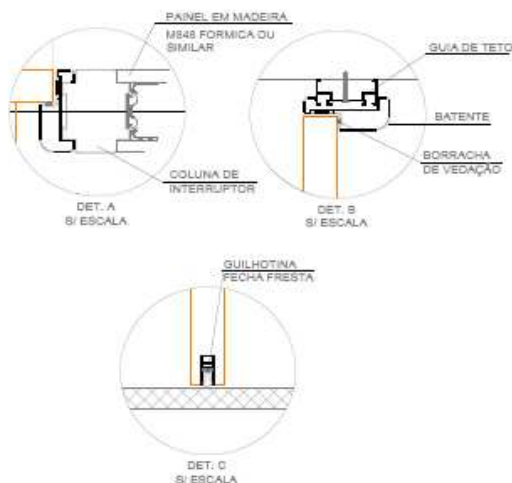 PAINEL EM MADEIRA
M848 FORMICA OU
SIMILAR
COLUNA DE
INTERRUPTOR
DET. A
S/ ESCALA
GUIA DE TETO
BATENTE
BORRACHA
DE VEDAÇÃO
DET. B
S/ ESCALA
GUILHOTINA
FECHA FRESTA
DET. C
S/ ESCALA